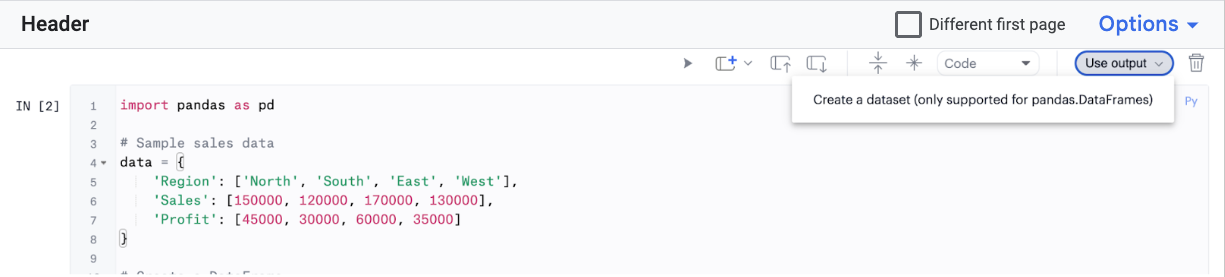 Header
Different first page
Options
Code
Use output
Create a dataset (only supported for pandas.DataFrames)
Py
IN [2]
1 import pandas as pd
2
3 # Sample sales data
4 data = {
5 'Region': ['North', 'South', 'East', 'West'],
6 'Sales': [150000, 120000, 170000, 130000],
7 'Profit': [45000, 30000, 60000, 35000]
8 }
9